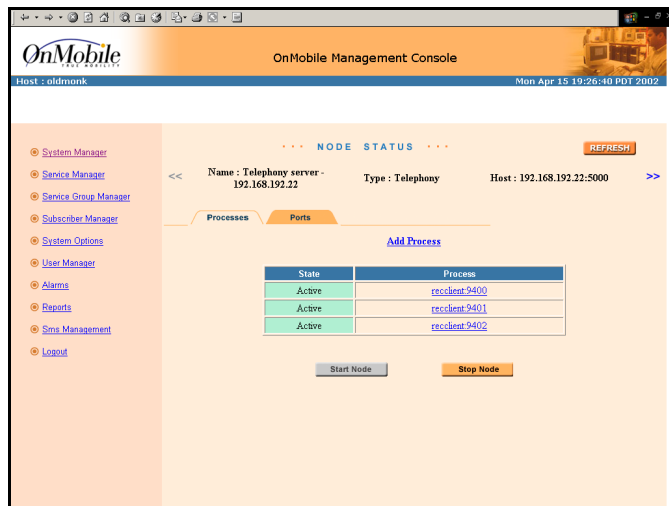 OnMobile
TRUE MOBILITY
OnMobile Management Console
Host : oldmonk
Mon Apr 15 19:26:40 PDT 2002
System Manager
Service Manager
Service Group Manager
Subscriber Manager
System Options
User Manager
Alarms
Reports
Sms Management
Logout
NODE STATUS
REFRESH
<<
Name : Telephony server -
192.168.192.22
Type : Telephony
Host : 192.168.192.22:5000
>>
Processes
Ports
Add Process
State Process
Active recclient:9400
Active recclient:9401
Active recclient:9402
Start Node
Stop Node